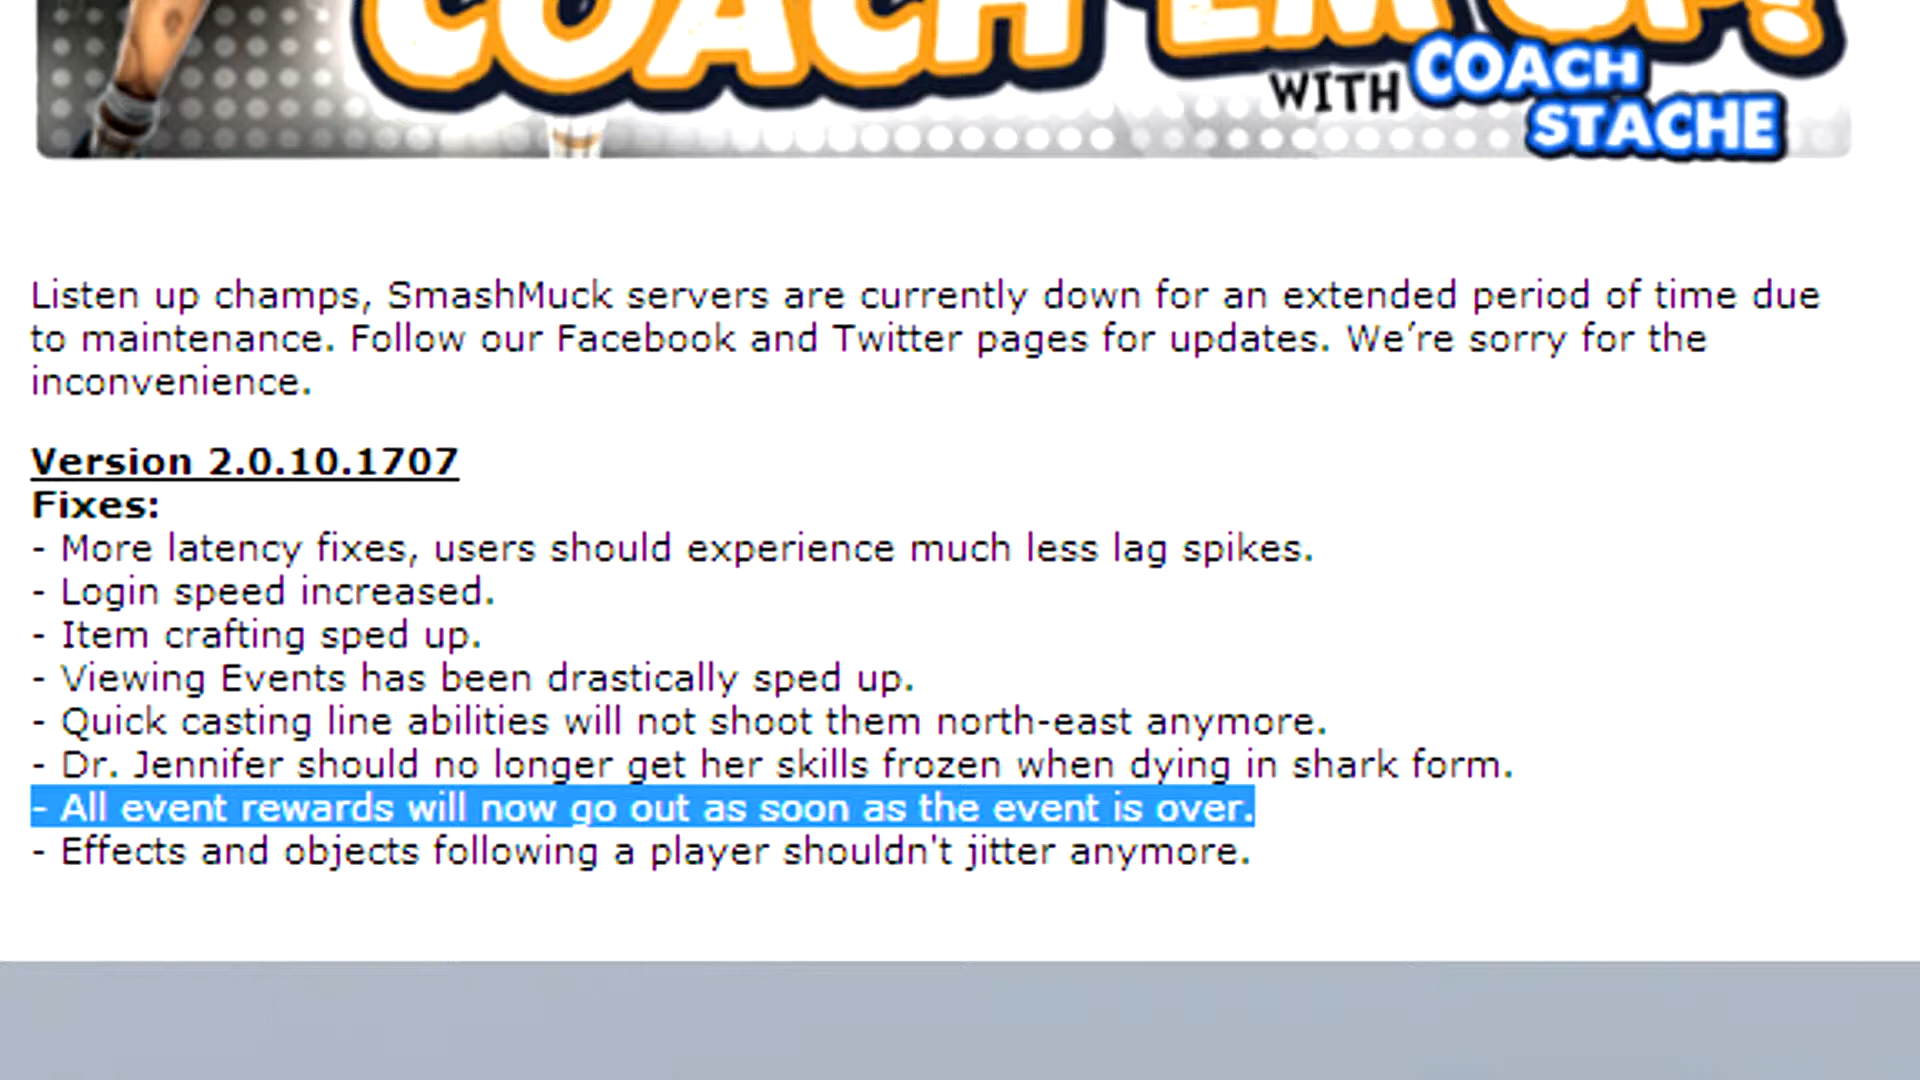 COACH 'EM UP!
WITH COACH
STACHE
Listen up champs, SmashMuck servers are currently down for an extended period of time due
to maintenance. Follow our Facebook and Twitter pages for updates. We’re sorry for the
inconvenience.
Version 2.0.10.1707
Fixes:
- More latency fixes, users should experience much less lag spikes.
- Login speed increased.
- Item crafting sped up.
- Viewing Events has been drastically sped up.
- Quick casting line abilities will not shoot them north-east anymore.
- Dr. Jennifer should no longer get her skills frozen when dying in shark form.
- All event rewards will now go out as soon as the event is over.
- Effects and objects following a player shouldn't jitter anymore.